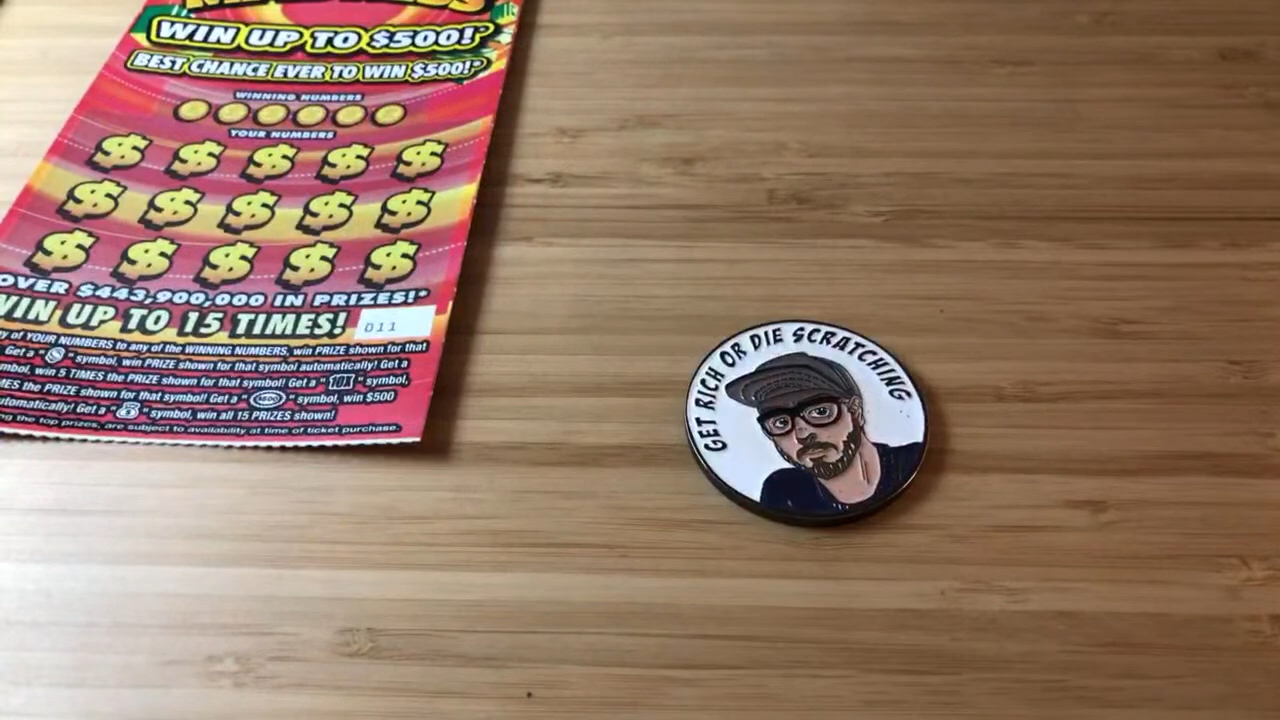 WIN UP TO $500!*
BEST CHANCE EVER TO WIN $500!*
WINNING NUMBERS
YOUR NUMBERS
$ $ $ $ $
$ $ $ $ $
$ $ $ $ $
OVER $443,900,000 IN PRIZES!*
WIN UP TO 15 TIMES!
011
of YOUR NUMBERS to any of the WINNING NUMBERS, win PRIZE shown for that
Get a " $ " symbol, win PRIZE shown for that symbol automatically! Get a
symbol, win 5 TIMES the PRIZE shown for that symbol! Get a " 10X " symbol,
the PRIZE shown for that symbol! Get a " $500 " symbol, win $500
automatically! Get a " $ " symbol, win all 15 PRIZES shown!
the top prizes, are subject to availability at time of ticket purchase.
GET RICH OR DIE SCRATCHING